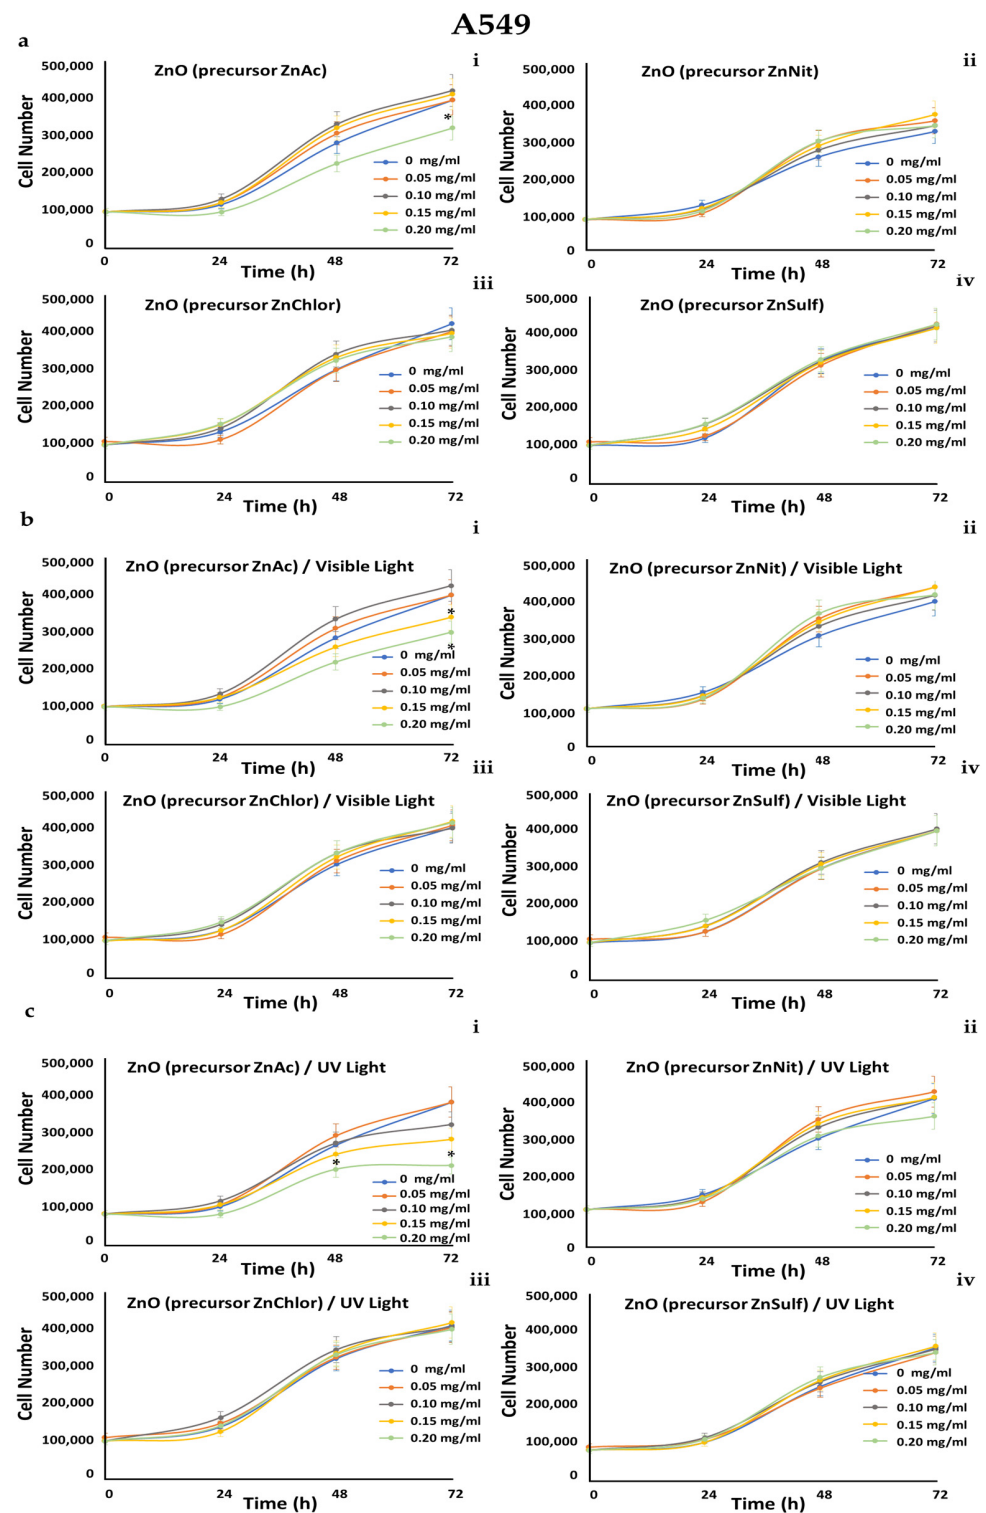 A549
a
i
ZnO (precursor ZnAc)
500,000
400,000
300,000
200,000
100,000
0
Cell Number
*
0 mg/ml
0.05 mg/ml
0.10 mg/ml
0.15 mg/ml
0.20 mg/ml
0 24 48 72
Time (h)
ii
ZnO (precursor ZnNit)
500,000
400,000
300,000
200,000
100,000
0
Cell Number
0 mg/ml
0.05 mg/ml
0.10 mg/ml
0.15 mg/ml
0.20 mg/ml
0 24 48 72
Time (h)
iii
ZnO (precursor ZnChlor)
500,000
400,000
300,000
200,000
100,000
0
Cell Number
0 mg/ml
0.05 mg/ml
0.10 mg/ml
0.15 mg/ml
0.20 mg/ml
0 24 48 72
Time (h)
iv
ZnO (precursor ZnSulf)
500,000
400,000
300,000
200,000
100,000
0
Cell Number
0 mg/ml
0.05 mg/ml
0.10 mg/ml
0.15 mg/ml
0.20 mg/ml
0 24 48 72
Time (h)
b
i
ZnO (precursor ZnAc) / Visible Light
500,000
400,000
300,000
200,000
100,000
0
Cell Number
*
*
0 mg/ml
0.05 mg/ml
0.10 mg/ml
0.15 mg/ml
0.20 mg/ml
0 24 48 72
Time (h)
ii
ZnO (precursor ZnNit) / Visible Light
500,000
400,000
300,000
200,000
100,000
0
Cell Number
0 mg/ml
0.05 mg/ml
0.10 mg/ml
0.15 mg/ml
0.20 mg/ml
0 24 48 72
Time (h)
iii
ZnO (precursor ZnChlor) / Visible Light
500,000
400,000
300,000
200,000
100,000
0
Cell Number
0 mg/ml
0.05 mg/ml
0.10 mg/ml
0.15 mg/ml
0.20 mg/ml
0 24 48 72
Time (h)
iv
ZnO (precursor ZnSulf) / Visible Light
500,000
400,000
300,000
200,000
100,000
0
Cell Number
0 mg/ml
0.05 mg/ml
0.10 mg/ml
0.15 mg/ml
0.20 mg/ml
0 24 48 72
Time (h)
c
i
ZnO (precursor ZnAc) / UV Light
500,000
400,000
300,000
200,000
100,000
0
Cell Number
*
*
0 mg/ml
0.05 mg/ml
0.10 mg/ml
0.15 mg/ml
0.20 mg/ml
0 24 48 72
Time (h)
ii
ZnO (precursor ZnNit) / UV Light
500,000
400,000
300,000
200,000
100,000
0
Cell Number
0 mg/ml
0.05 mg/ml
0.10 mg/ml
0.15 mg/ml
0.20 mg/ml
0 24 48 72
Time (h)
iii
ZnO (precursor ZnChlor) / UV Light
500,000
400,000
300,000
200,000
100,000
0
Cell Number
0 mg/ml
0.05 mg/ml
0.10 mg/ml
0.15 mg/ml
0.20 mg/ml
0 24 48 72
Time (h)
iv
ZnO (precursor ZnSulf) / UV Light
500,000
400,000
300,000
200,000
100,000
0
Cell Number
0 mg/ml
0.05 mg/ml
0.10 mg/ml
0.15 mg/ml
0.20 mg/ml
0 24 48 72
Time (h)